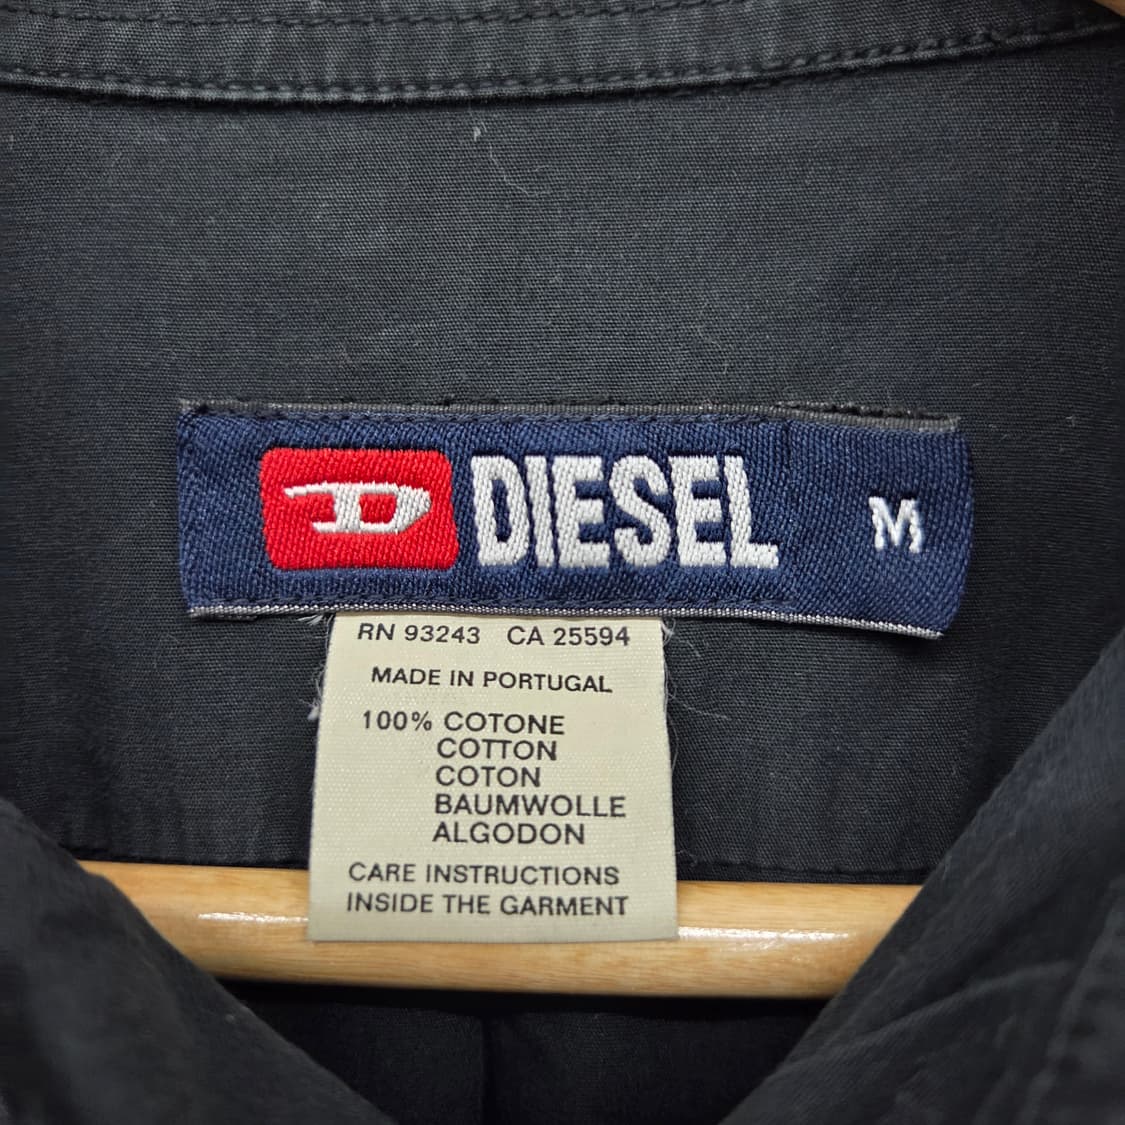 D DIESEL M
RN 93243 CA 25594
MADE IN PORTUGAL
100% COTONE
COTTON
COTON
BAUMWOLLE
ALGODON
CARE INSTRUCTIONS
INSIDE THE GARMENT